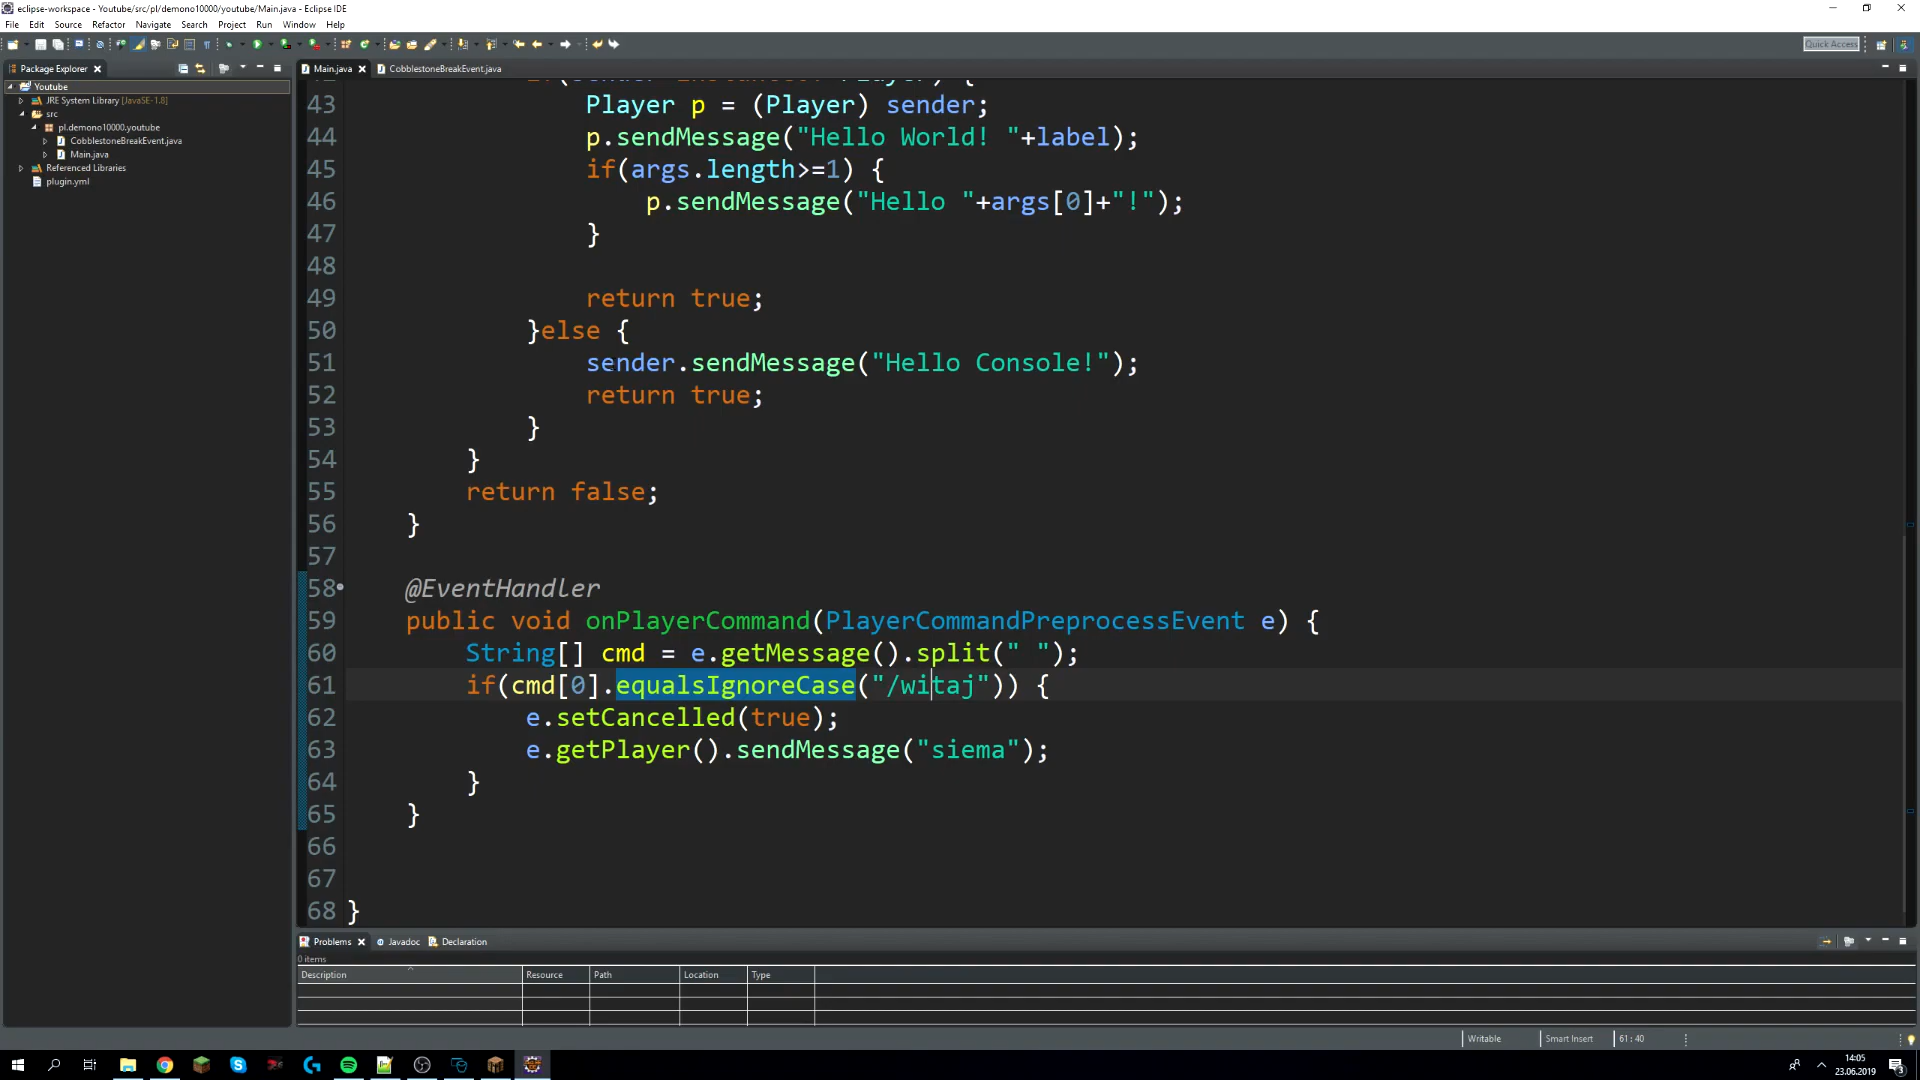 eclipse-workspace - Youtube/src/pl/demono10000/youtube/Main.java - Eclipse IDE
File Edit Source Refactor Navigate Search Project Run Window Help
Quick Access
Package Explorer
Main.java
CobblestoneBreakEvent.java
Youtube
JRE System Library [JavaSE-1.8]
src
pl.demono10000.youtube
CobblestoneBreakEvent.java
Main.java
Referenced Libraries
plugin.yml
43 Player p = (Player) sender;
44 p.sendMessage("Hello World! "+label);
45 if(args.length>=1) {
46 p.sendMessage("Hello "+args[0]+"!");
47 }
48
49 return true;
50 }else {
51 sender.sendMessage("Hello Console!");
52 return true;
53 }
54 }
55 return false;
56 }
57
58 @EventHandler
59 public void onPlayerCommand(PlayerCommandPreprocessEvent e) {
60 String[] cmd = e.getMessage().split(" ");
61 if(cmd[0].equalsIgnoreCase("/witaj")) {
62 e.setCancelled(true);
63 e.getPlayer().sendMessage("siema");
64 }
65 }
66
67
68 }
Problems Javadoc Declaration
0 items
Description Resource Path Location Type
Writable Smart Insert 61 : 40
14:05
23.06.2019
3